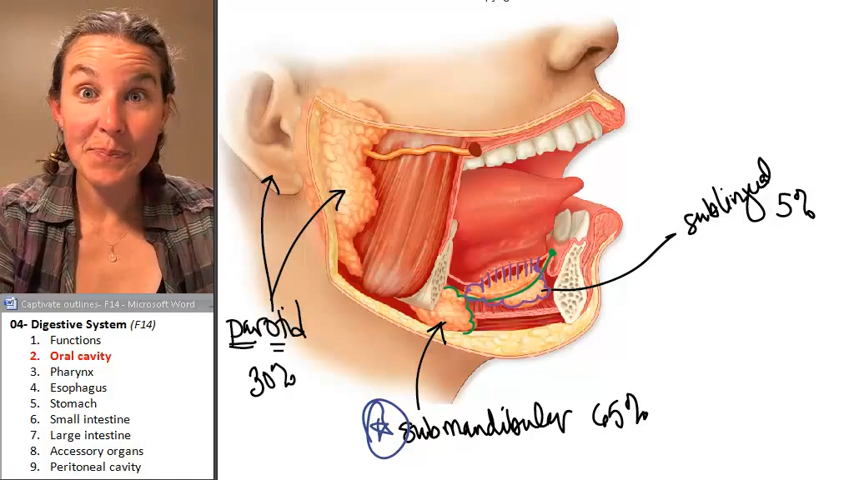 Captivate outlines- F14 - Microsoft Word
04- Digestive System (F14)
1. Functions
2. Oral cavity
3. Pharynx
4. Esophagus
5. Stomach
6. Small intestine
7. Large intestine
8. Accessory organs
9. Peritoneal cavity
sublingual 5%
parotid
30%
submandibular 65%